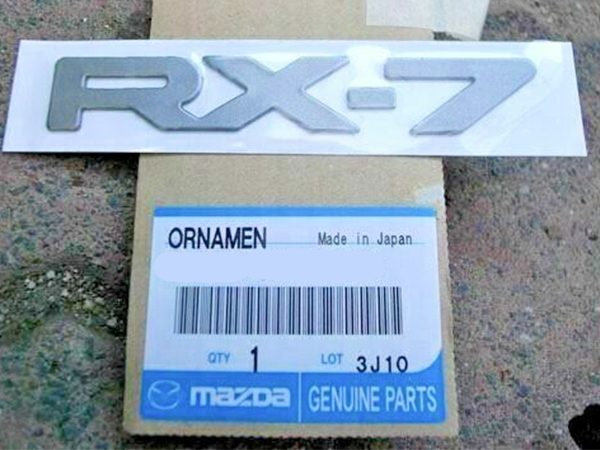 RX-7
ORNAMEN Made in Japan
QTY 1 LOT 3J10
mazda GENUINE PARTS